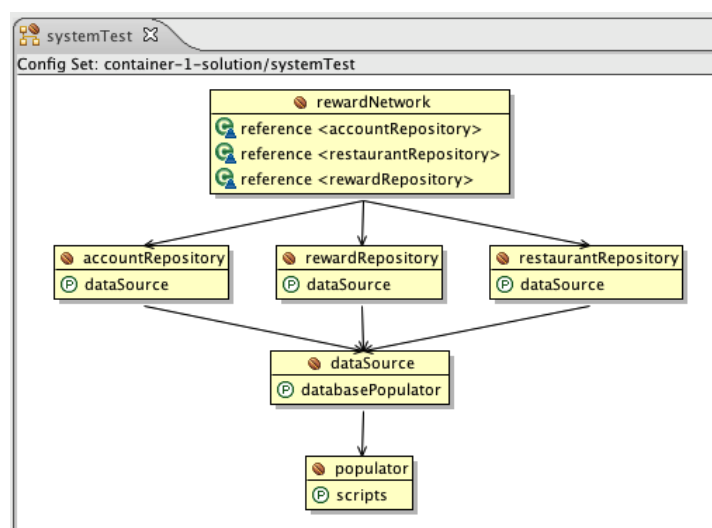 systemTest
Config Set: container-1-solution/systemTest
rewardNetwork
reference <accountRepository>
reference <restaurantRepository>
reference <rewardRepository>
accountRepository
dataSource
rewardRepository
dataSource
restaurantRepository
dataSource
dataSource
databasePopulator
populator
scripts